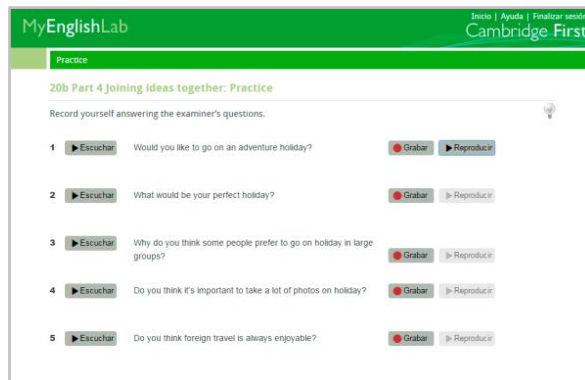 Inicio | Ayuda | Finalizar sesión
MyEnglishLab
Cambridge First
Practice
20b Part 4 Joining ideas together: Practice
Record yourself answering the examiner's questions.
1 Escuchar Would you like to go on an adventure holiday? Grabar Reproducir
2 Escuchar What would be your perfect holiday? Grabar Reproducir
3 Escuchar Why do you think some people prefer to go on holiday in large
groups? Grabar Reproducir
4 Escuchar Do you think it's important to take a lot of photos on holiday? Grabar Reproducir
5 Escuchar Do you think foreign travel is always enjoyable? Grabar Reproducir